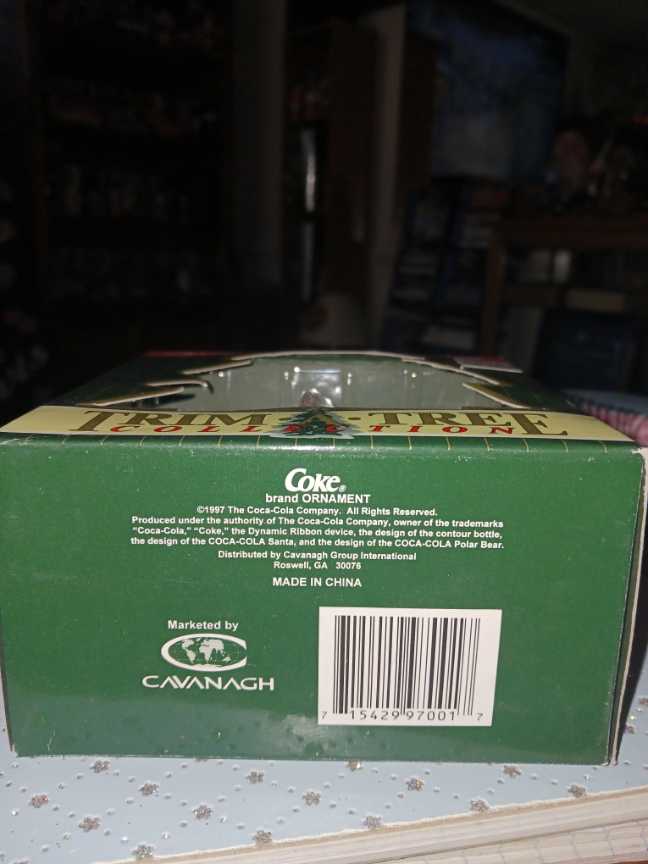 TRIM-A-TREE
COLLECTION
Coke®
brand ORNAMENT
©1997 The Coca-Cola Company. All Rights Reserved.
Produced under the authority of The Coca-Cola Company, owner of the trademarks
"Coca-Cola," "Coke," the Dynamic Ribbon device, the design of the contour bottle,
the design of the COCA-COLA Santa, and the design of the COCA-COLA Polar Bear.
Distributed by Cavanagh Group International
Roswell, GA 30076
MADE IN CHINA
Marketed by
CAVANAGH
7 15429 97001 7